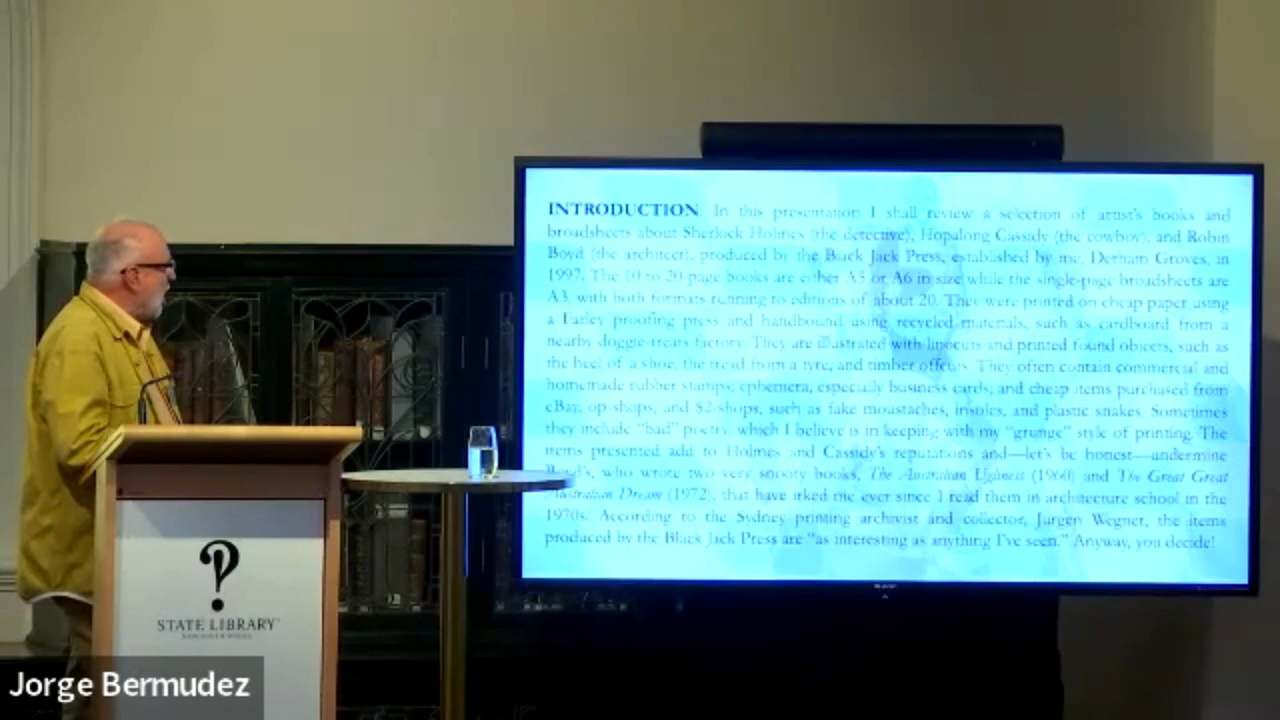 INTRODUCTION: In this presentation I shall review a selection of artist's books and
broadsheets about Sherlock Holmes (the detective), Hopalong Cassidy (the cowboy), and Robin
Boyd (the architect), produced by the Black Jack Press, established by me, Derham Groves, in
1997. The 10 to 20-page books are either A5 or A6 in size while the single-page broadsheets are
A3, with both formats running to editions of about 20. They were printed on cheap paper using
a Farley proofing press and handbound using recycled materials, such as cardboard from a
nearby doggie-treats factory. They are illustrated with linocuts and printed found objects, such as
the heel of a shoe, the tread from a tyre, and timber offcuts. They often contain commercial and
homemade rubber stamps; ephemera, especially business cards; and cheap items purchased from
eBay, op-shops, and $2-shops, such as fake moustaches, insoles, and plastic snakes. Sometimes
they include "bad" poetry, which I believe is in keeping with my "grunge" style of printing. The
items presented add to Holmes and Cassidy's reputations and—let's be honest—undermine
Boyd's, who wrote two very snooty books, The Australian Ugliness (1960) and The Great Great
Australian Dream (1972), that have irked me ever since I read them in architecture school in the
1970s. According to the Sydney printing archivist and collector, Jurgen Wegner, the items
produced by the Black Jack Press are "as interesting as anything I've seen." Anyway, you decide!
STATE LIBRARY
NEW SOUTH WALES
Jorge Bermudez